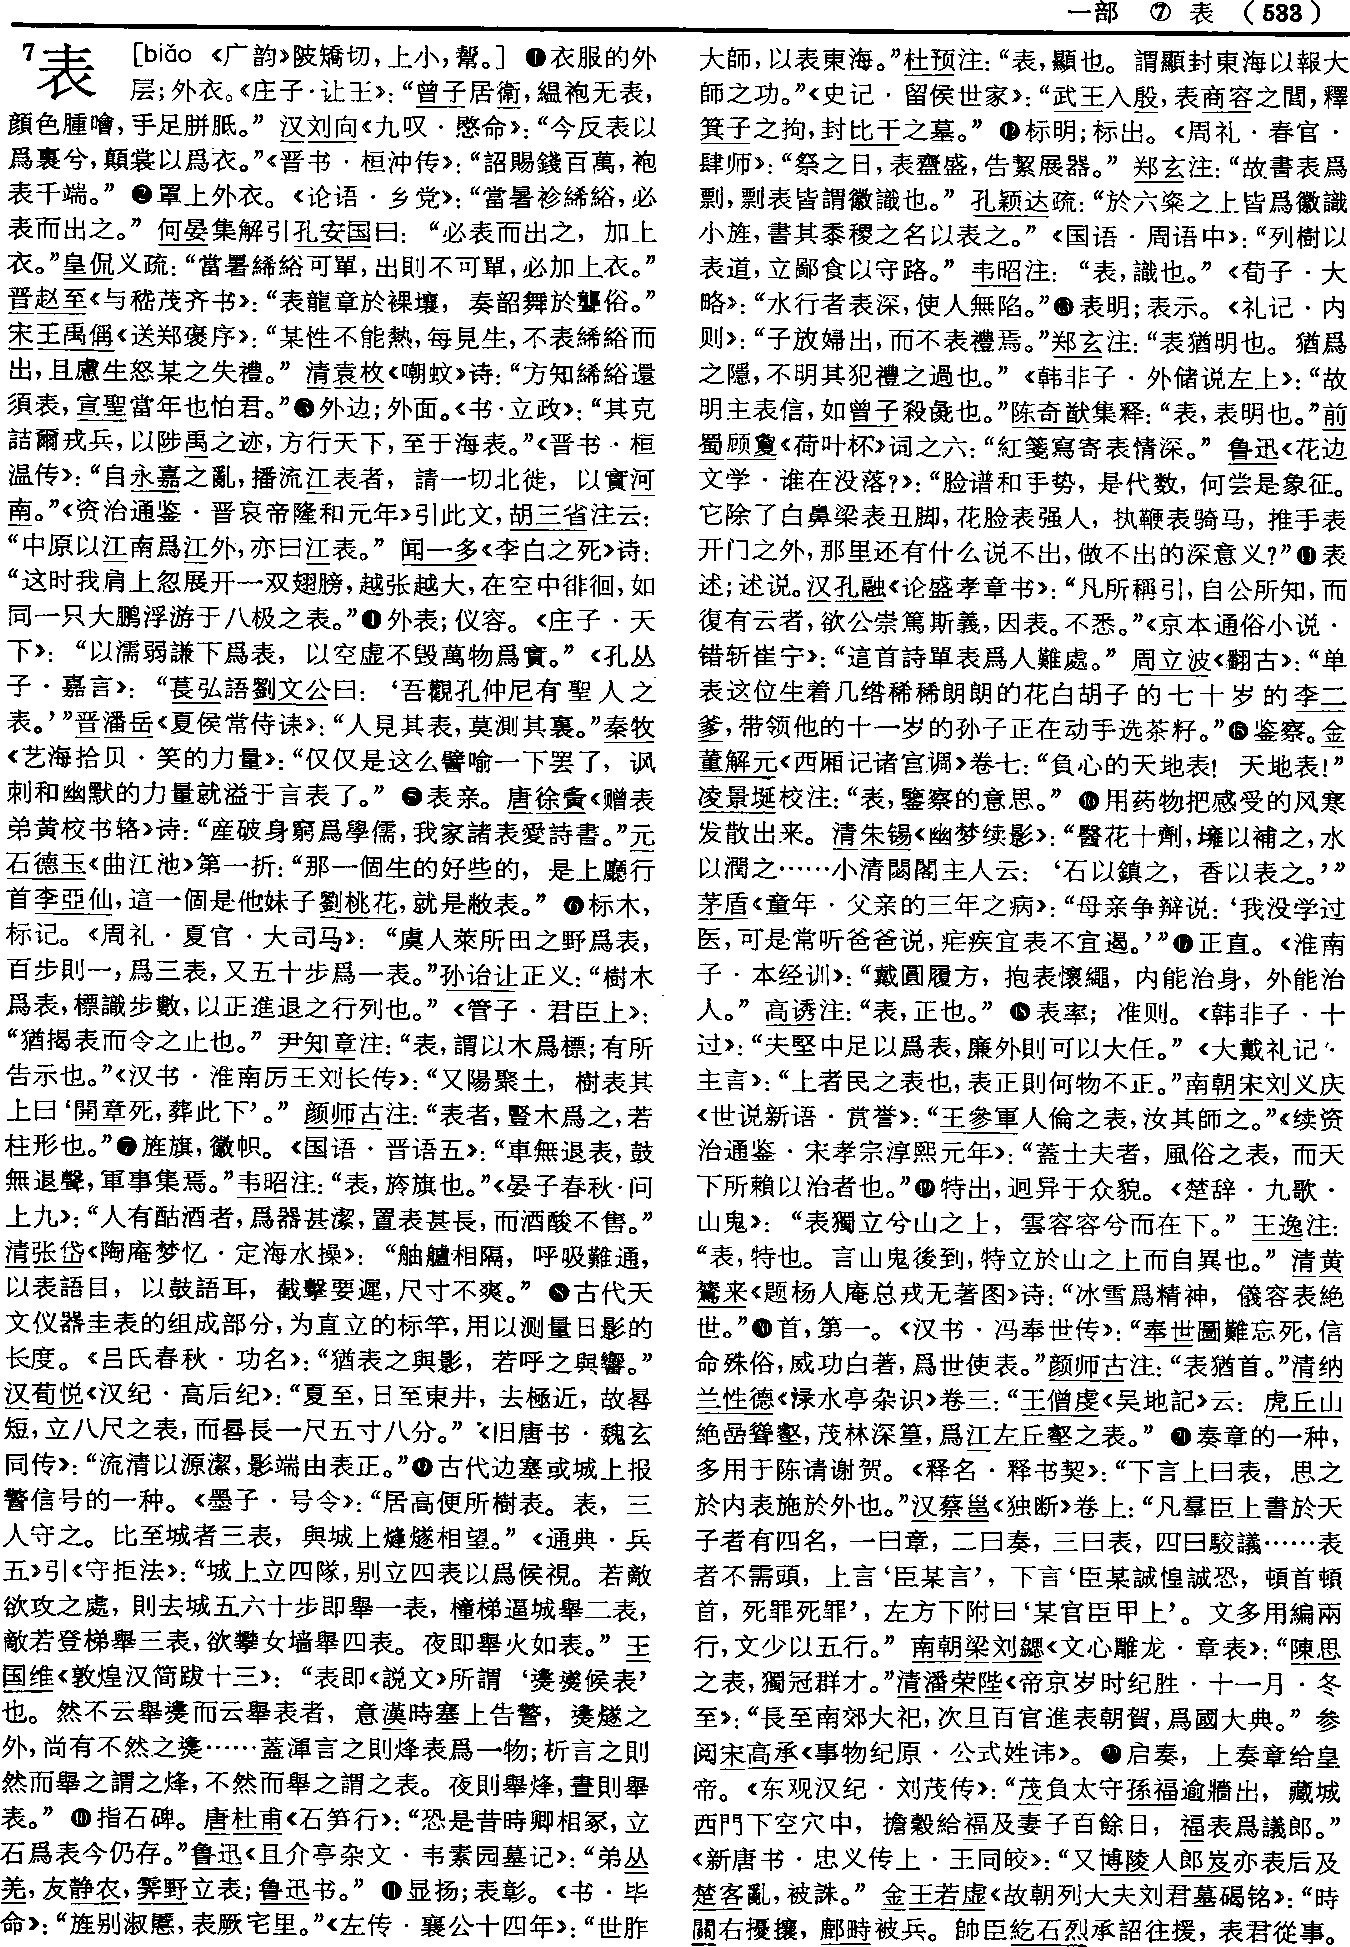 一部 ⑦ 表 (533)
7表 [biǎo 《广韵》陂矯切，上小，幫。] ❶衣服的外
层；外衣。《庄子·让王》：“曾子居衛，緼袍无表，
顔色腫噲，手足胼胝。” 汉刘向《九叹·愍命》：“今反表以
爲裏兮，顛裳以爲衣。”《晋书·桓沖传》：“詔賜錢百萬，袍
表千端。” ❷罩上外衣。《论语·乡党》：“當暑袗絺綌，必
表而出之。” 何晏集解引孔安国曰： “必表而出之，加上
衣。”皇侃义疏：“當暑絺綌可單，出則不可單，必加上衣。”
晋赵至《与嵇茂齐书》：“表龍章於裸壤，奏韶舞於聾俗。”
宋王禹偁《送郑褒序》：“某性不能熱，每見生，不表絺綌而
出，且慮生怒某之失禮。” 清袁枚《嘲蚊》诗：“方知絺綌還
須表，宣聖當年也怕君。”❸外边；外面。《书·立政》：“其克
詰爾戎兵，以陟禹之迹，方行天下，至于海表。”《晋书·桓
温传》：“自永嘉之亂，播流江表者，請一切北徙，以實河
南。”《资治通鉴·晋哀帝隆和元年》引此文，胡三省注云：
“中原以江南爲江外，亦曰江表。” 闻一多《李白之死》诗：
“这时我肩上忽展开一双翅膀，越张越大，在空中徘徊，如
同一只大鹏浮游于八极之表。”❹外表；仪容。《庄子·天
下》：“以濡弱謙下爲表，以空虚不毁萬物爲實。”《孔丛
子·嘉言》：“萇弘語劉文公曰：‘吾觀孔仲尼有聖人之
表。’”晋潘岳《夏侯常侍诔》：“人見其表，莫測其裏。”秦牧
《艺海拾贝·笑的力量》：“仅仅是这么譬喻一下罢了，讽
刺和幽默的力量就溢于言表了。” ❺表亲。唐徐夤《赠表
弟黄校书辂》诗：“産破身窮爲學儒，我家諸表愛詩書。”元
石德玉《曲江池》第一折：“那一個生的好些的，是上廳行
首李亞仙，這一個是他妹子劉桃花，就是敝表。” ❻标木，
标记。《周礼·夏官·大司马》：“虞人萊所田之野爲表，
百步則一，爲三表，又五十步爲一表。”孙诒让正义：“樹木
爲表，標識步數，以正進退之行列也。”《管子·君臣上》：
“猶揭表而令之止也。” 尹知章注：“表，謂以木爲標；有所
告示也。”《汉书·淮南厉王刘长传》：“又陽聚土，樹表其
上曰‘開章死，葬此下’。” 颜师古注：“表者，豎木爲之，若
柱形也。”❼旌旗，徽帜。《国语·晋语五》：“車無退表，鼓
無退聲，軍事集焉。”韦昭注：“表，旍旗也。”《晏子春秋·问
上九》：“人有酤酒者，爲器甚潔，置表甚長，而酒酸不售。”
清张岱《陶庵梦忆·定海水操》：“舳艫相隔，呼吸難通，
以表語目，以鼓語耳，截擊要遮，尺寸不爽。” ❽古代天
文仪器圭表的组成部分，为直立的标竿，用以测量日影的
长度。《吕氏春秋·功名》：“猶表之與影，若呼之與響。”
汉荀悦《汉纪·高后纪》：“夏至，日至東井，去極近，故晷
短，立八尺之表，而晷長一尺五寸八分。”《旧唐书·魏玄
同传》：“流清以源潔，影端由表正。”❾古代边塞或城上报
警信号的一种。《墨子·号令》：“居高便所樹表。表，三
人守之。比至城者三表，與城上燧燧相望。”《通典·兵
五》引《守拒法》：“城上立四隊，别立四表以爲候視。若敵
欲攻之處，則去城五六十步即舉一表，橦梯逼城舉二表，
敵若登梯舉三表，欲攀女墙舉四表。夜即舉火如表。” 王
国维《敦煌汉简跋十三》：“表即《説文》所謂‘㷭㸂候表’
也。然不云舉㷭而云舉表者，意漢時塞上告警，㷭燧之
外，尚有不然之㷭……蓋渾言之則烽表爲一物；析言之則
然而舉之謂之烽，不然而舉之謂之表。夜則舉烽，晝則舉
表。” ❿指石碑。唐杜甫《石笋行》：“恐是昔時卿相冢，立
石爲表今仍存。”鲁迅《且介亭杂文·韦素园墓记》：“弟丛
芜，友静农，霁野立表；鲁迅书。” ⓫显扬；表彰。《书·毕
命》：“旌别淑慝，表厥宅里。”《左传·襄公十四年》：“世胙
大師，以表東海。”杜预注：“表，顯也。謂顯封東海以報大
師之功。”《史记·留侯世家》：“武王入殷，表商容之閭，釋
箕子之拘，封比干之墓。” ⓬标明；标出。《周礼·春官·
肆师》：“祭之日，表齍盛，告絜展器。” 郑玄注：“故書表爲
剽，剽表皆謂徽識也。” 孔颖达疏：“於六粢之上皆爲徽識
小旌，書其黍稷之名以表之。”《国语·周语中》：“列樹以
表道，立鄙食以守路。” 韦昭注：“表，識也。”《荀子·大
略》：“水行者表深，使人無陷。”⓭表明；表示。《礼记·内
则》：“子放婦出，而不表禮焉。”郑玄注：“表猶明也。猶爲
之隱，不明其犯禮之過也。”《韩非子·外储说左上》：“故
明主表信，如曾子殺彘也。”陈奇猷集释：“表，表明也。”前
蜀顾敻《荷叶杯》词之六：“紅箋寫寄表情深。” 鲁迅《花边
文学·谁在没落？》：“脸谱和手势，是代数，何尝是象征。
它除了白鼻梁表丑脚，花脸表强人，执鞭表骑马，推手表
开门之外，那里还有什么说不出，做不出的深意义？”⓮表
述；述说。汉孔融《论盛孝章书》：“凡所稱引，自公所知，而
復有云者，欲公崇篤斯義，因表。不悉。”《京本通俗小说·
错斩崔宁》：“這首詩單表爲人難處。” 周立波《翻古》：“单
表这位生着几绺稀稀朗朗的花白胡子的七十岁的李二
爹，带领他的十一岁的孙子正在动手选茶籽。”⓯鉴察。金
董解元《西厢记诸宫调》卷七：“負心的天地表！天地表！”
凌景埏校注：“表，鑒察的意思。” ⓰用药物把感受的风寒
发散出来。清朱锡《幽梦续影》：“醫花十劑，壅以補之，水
以潤之……小清閟閣主人云：‘石以鎮之，香以表之。’”
茅盾《童年·父亲的三年之病》：“母亲争辩说：‘我没学过
医，可是常听爸爸说，疟疾宜表不宜遏。’”⓱正直。《淮南
子·本经训》：“戴圓履方，抱表懷繩，内能治身，外能治
人。” 高诱注：“表，正也。” ⓲表率；准则。《韩非子·十
过》：“夫堅中足以爲表，廉外則可以大任。”《大戴礼记·
主言》：“上者民之表也，表正則何物不正。”南朝宋刘义庆
《世说新语·赏誉》：“王參軍人倫之表，汝其師之。”《续资
治通鉴·宋孝宗淳熙元年》：“蓋士夫者，風俗之表，而天
下所賴以治者也。”⓳特出，迥异于众貌。《楚辞·九歌·
山鬼》：“表獨立兮山之上，雲容容兮而在下。” 王逸注：
“表，特也。言山鬼後到，特立於山之上而自異也。” 清黄
鷟来《题杨人庵总戎无著图》诗：“冰雪爲精神，儀容表絶
世。”⓴首，第一。《汉书·冯奉世传》：“奉世圖難忘死，信
命殊俗，威功白著，爲世使表。”颜师古注：“表猶首。”清纳
兰性德《渌水亭杂识》卷三：“王僧虔《吴地記》云：虎丘山
絶嵒聳壑，茂林深篁，爲江左丘壑之表。” ㉑奏章的一种，
多用于陈请谢贺。《释名·释书契》：“下言上曰表，思之
於内表施於外也。”汉蔡邕《独断》卷上：“凡羣臣上書於天
子者有四名，一曰章，二曰奏，三曰表，四曰駮議……表
者不需頭，上言‘臣某言’，下言‘臣某誠惶誠恐，頓首頓
首，死罪死罪’，左方下附曰‘某官臣甲上’。文多用編兩
行，文少以五行。” 南朝梁刘勰《文心雕龙·章表》：“陳思
之表，獨冠群才。”清潘荣陛《帝京岁时纪胜·十一月·冬
至》：“長至南郊大祀，次旦百官進表朝賀，爲國大典。” 参
阅宋高承《事物纪原·公式姓讳》。 ㉒启奏，上奏章给皇
帝。《东观汉纪·刘茂传》：“茂負太守孫福逾牆出，藏城
西門下空穴中，擔穀給福及妻子百餘日，福表爲議郎。”
《新唐书·忠义传上·王同皎》：“又博陵人郎岌亦表后及
楚客亂，被誅。” 金王若虚《故朝列大夫刘君墓碣铭》：“時
關右擾攘，鄜時被兵。帥臣紇石烈承詔往援，表君從事。